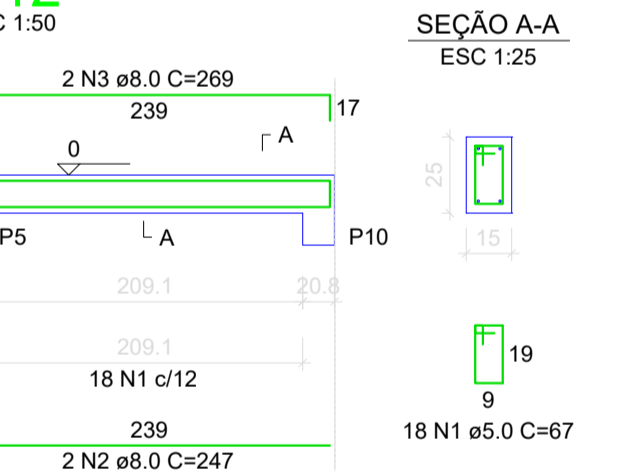 C 1:50
SEÇÃO A-A
ESC 1:25
2 N3 ø8.0 C=269
239
17
A
0
25
P5
A
P10
15
209.1
20.8
209.1
18 N1 c/12
19
9
239
18 N1 ø5.0 C=67
2 N2 ø8.0 C=247